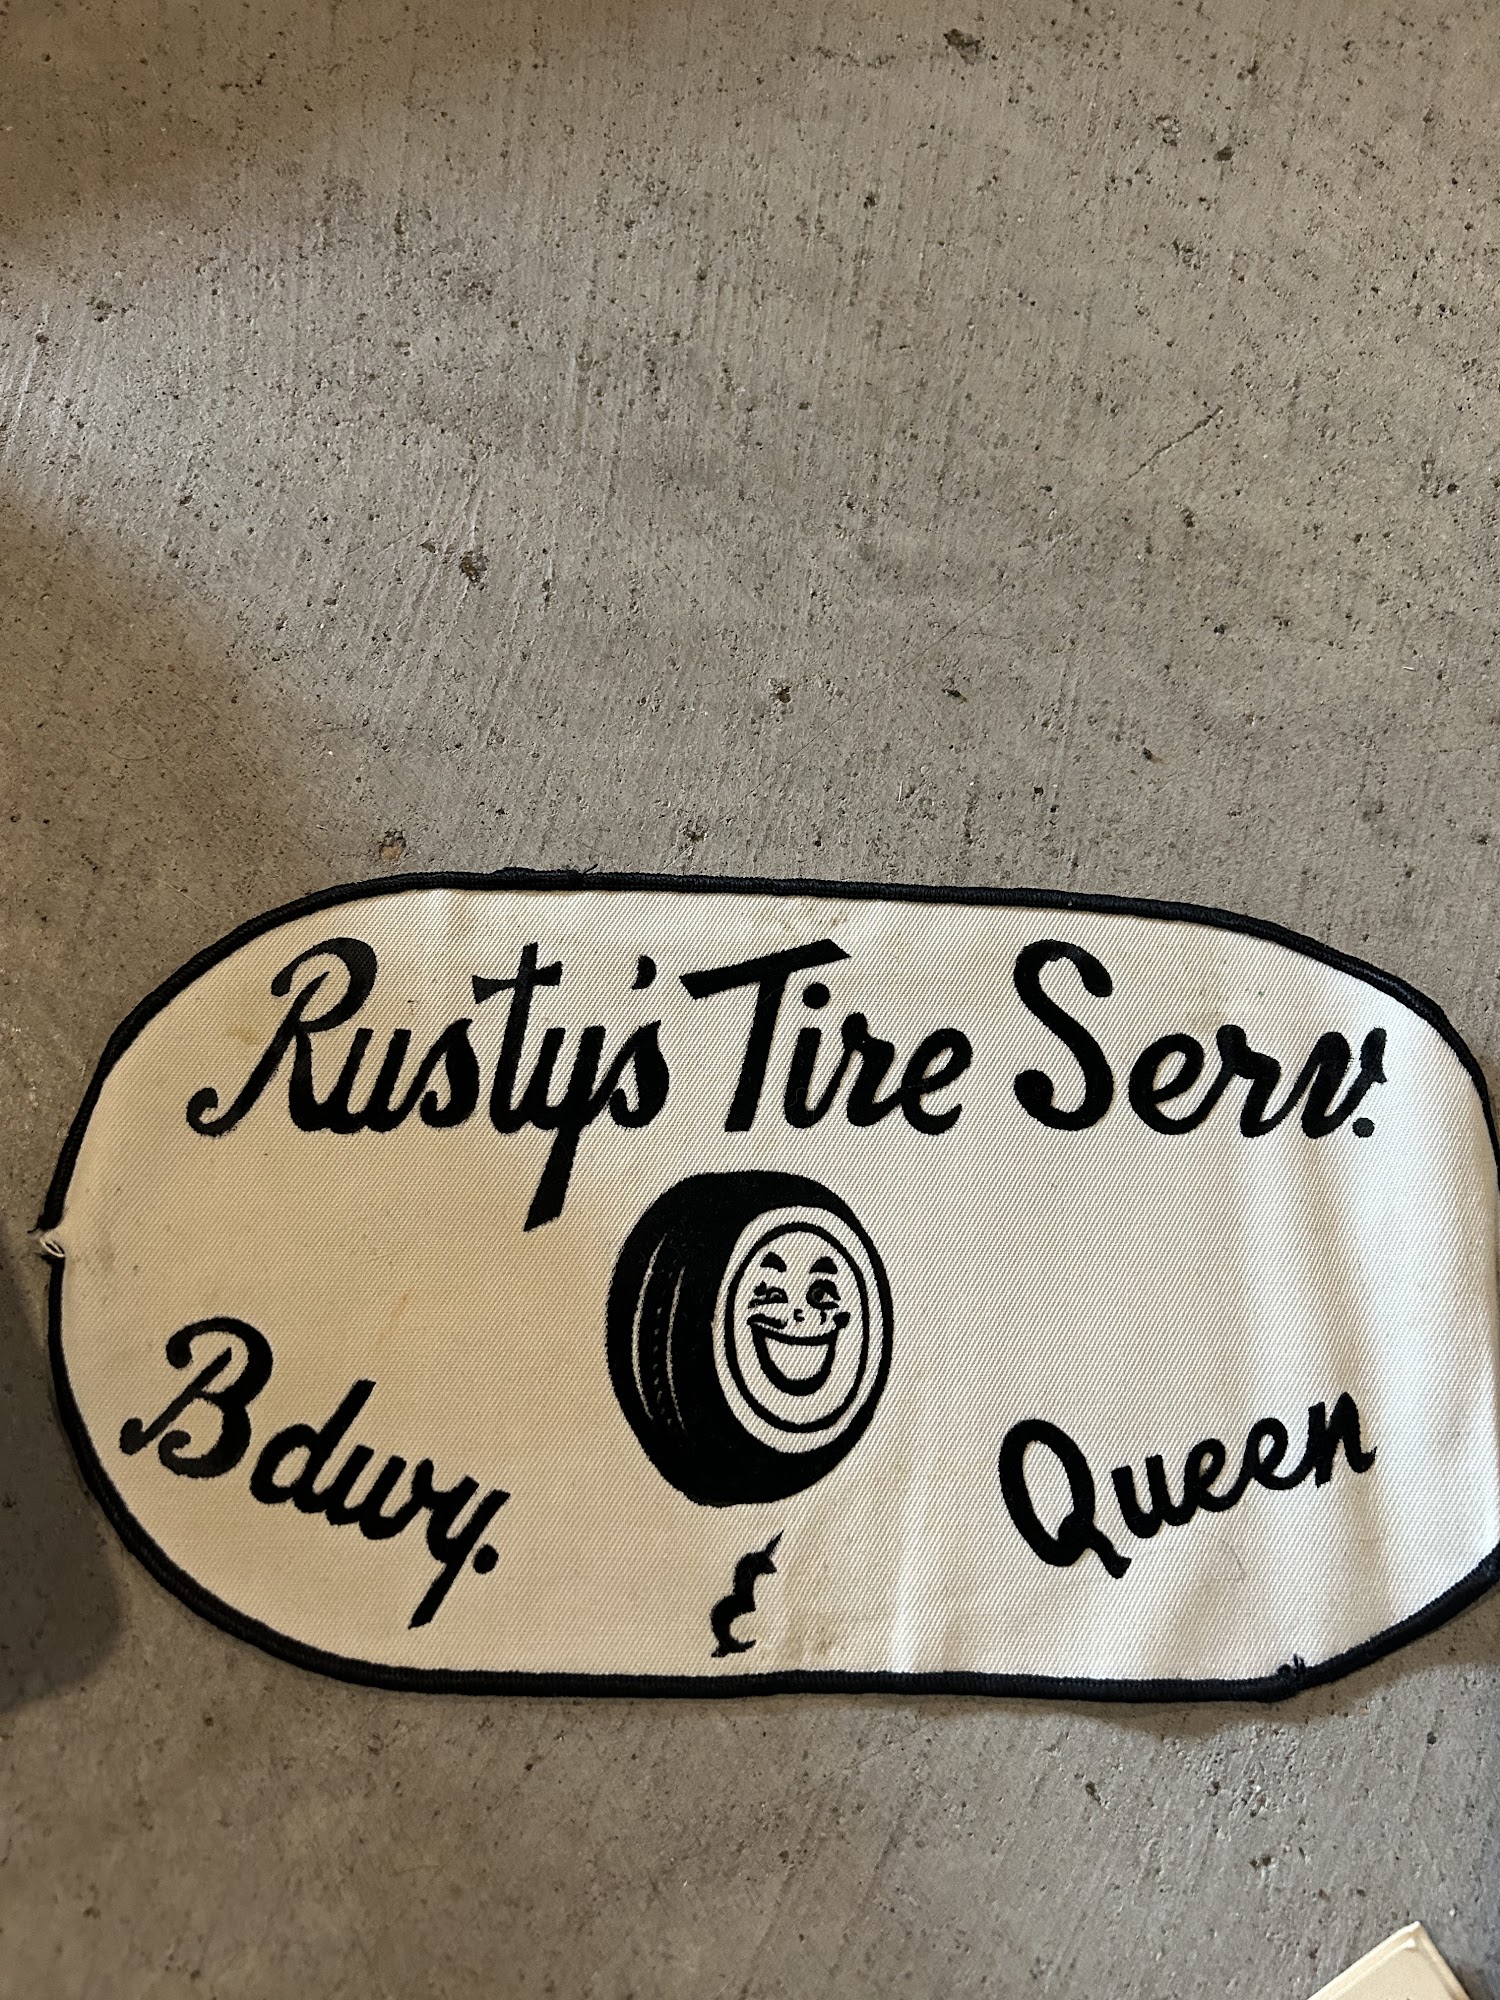 Rusty's Tire Serv.
Bdwy. & Queen